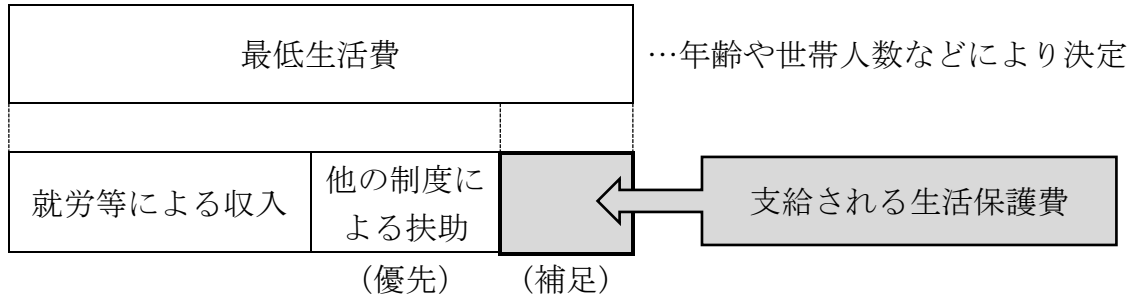 最低生活費
…年齢や世帯人数などにより決定
就労等による収入
他の制度に
よる扶助
支給される生活保護費
(優先)
(補足)